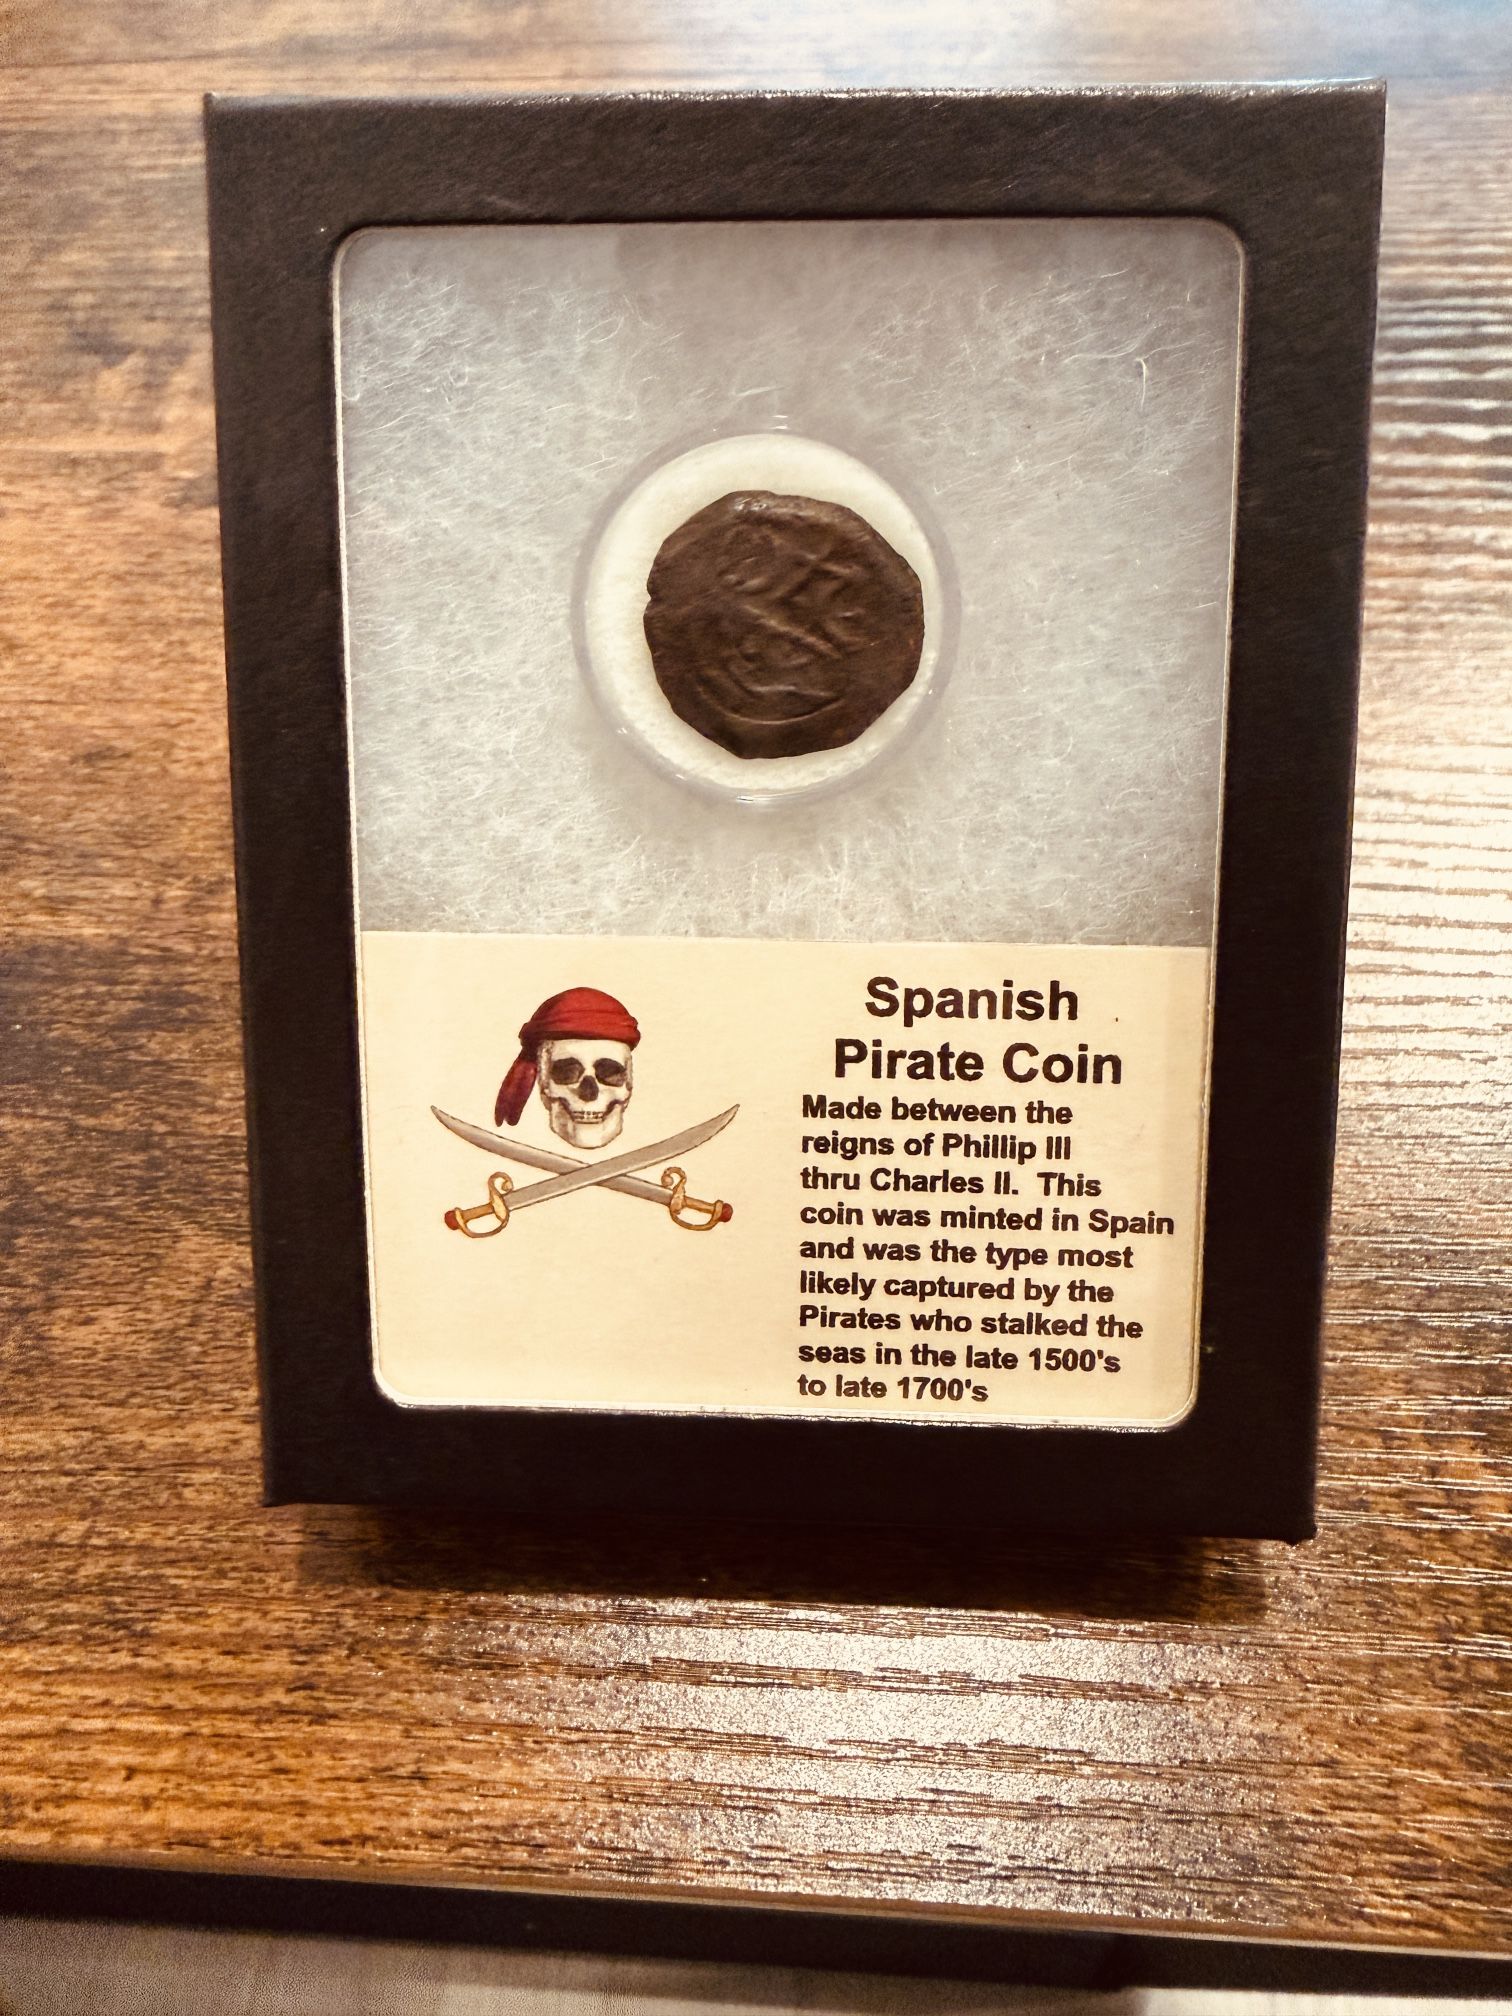 Spanish
Pirate Coin
Made between the
reigns of Phillip III
thru Charles II. This
coin was minted in Spain
and was the type most
likely captured by the
Pirates who stalked the
seas in the late 1500's
to late 1700's